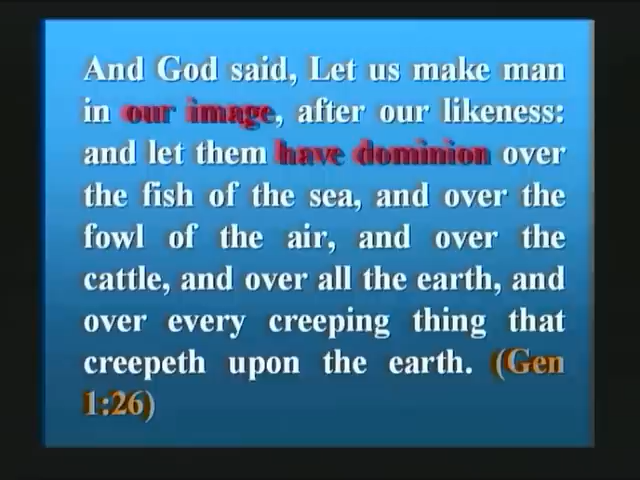 And God said, Let us make man
in our image, after our likeness:
and let them have dominion over
the fish of the sea, and over the
fowl of the air, and over the
cattle, and over all the earth, and
over every creeping thing that
creepeth upon the earth. (Gen
1:26)